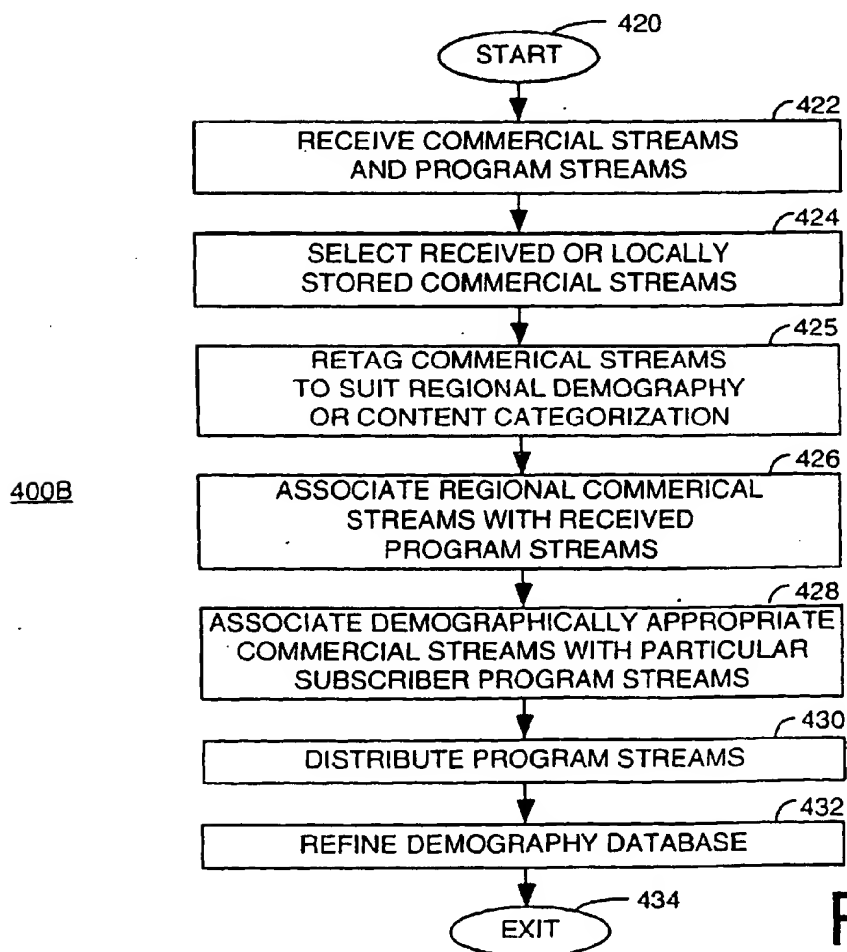 420
START
422
RECEIVE COMMERCIAL STREAMS
AND PROGRAM STREAMS
424
SELECT RECEIVED OR LOCALLY
STORED COMMERCIAL STREAMS
425
RETAG COMMERICAL STREAMS
TO SUIT REGIONAL DEMOGRAPHY
OR CONTENT CATEGORIZATION
400B
426
ASSOCIATE REGIONAL COMMERICAL
STREAMS WITH RECEIVED
PROGRAM STREAMS
428
ASSOCIATE DEMOGRAPHICALLY APPROPRIATE
COMMERCIAL STREAMS WITH PARTICULAR
SUBSCRIBER PROGRAM STREAMS
430
DISTRIBUTE PROGRAM STREAMS
432
REFINE DEMOGRAPHY DATABASE
434
EXIT